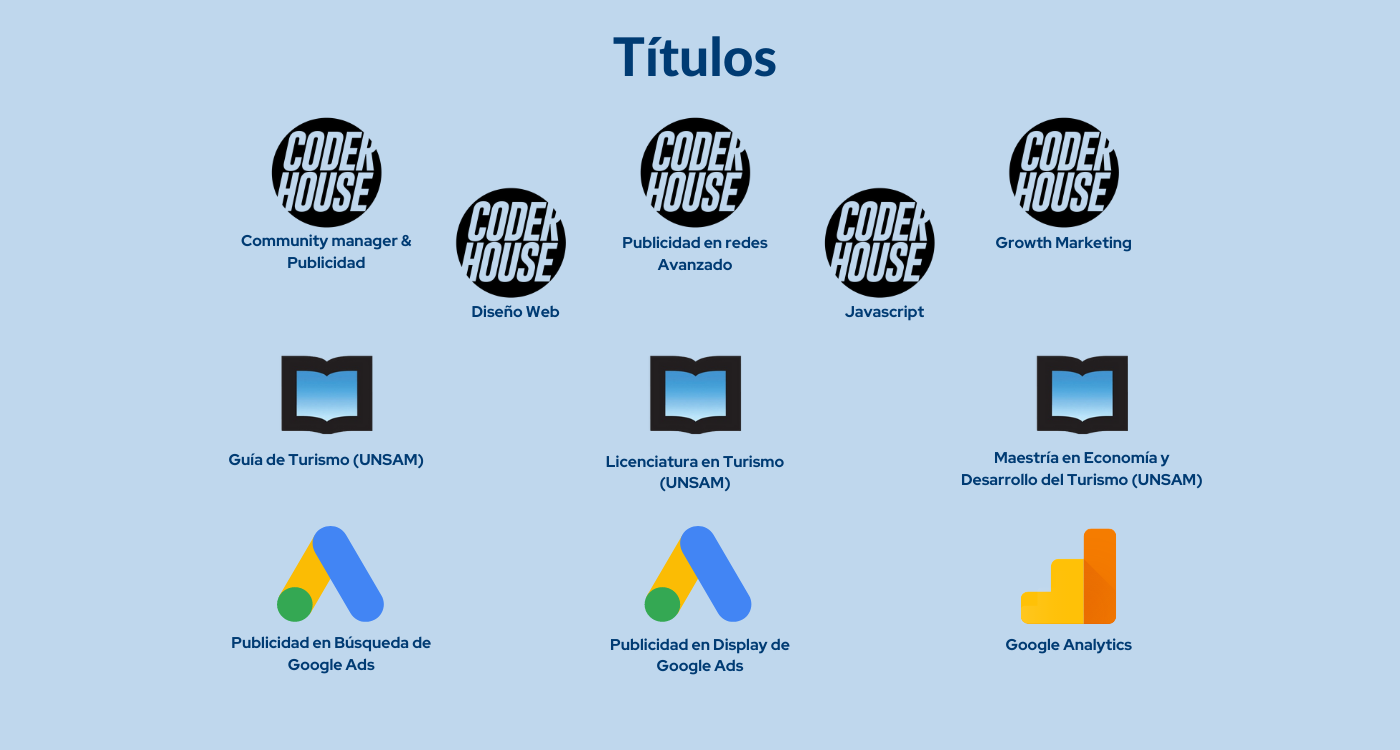 Títulos
CODER
HOUSE
Community manager &
Publicidad
CODER
HOUSE
Diseño Web
CODER
HOUSE
Publicidad en redes
Avanzado
CODER
HOUSE
Javascript
CODER
HOUSE
Growth Marketing
Guía de Turismo (UNSAM)
Licenciatura en Turismo
(UNSAM)
Maestría en Economía y
Desarrollo del Turismo (UNSAM)
Publicidad en Búsqueda de
Google Ads
Publicidad en Display de
Google Ads
Google Analytics